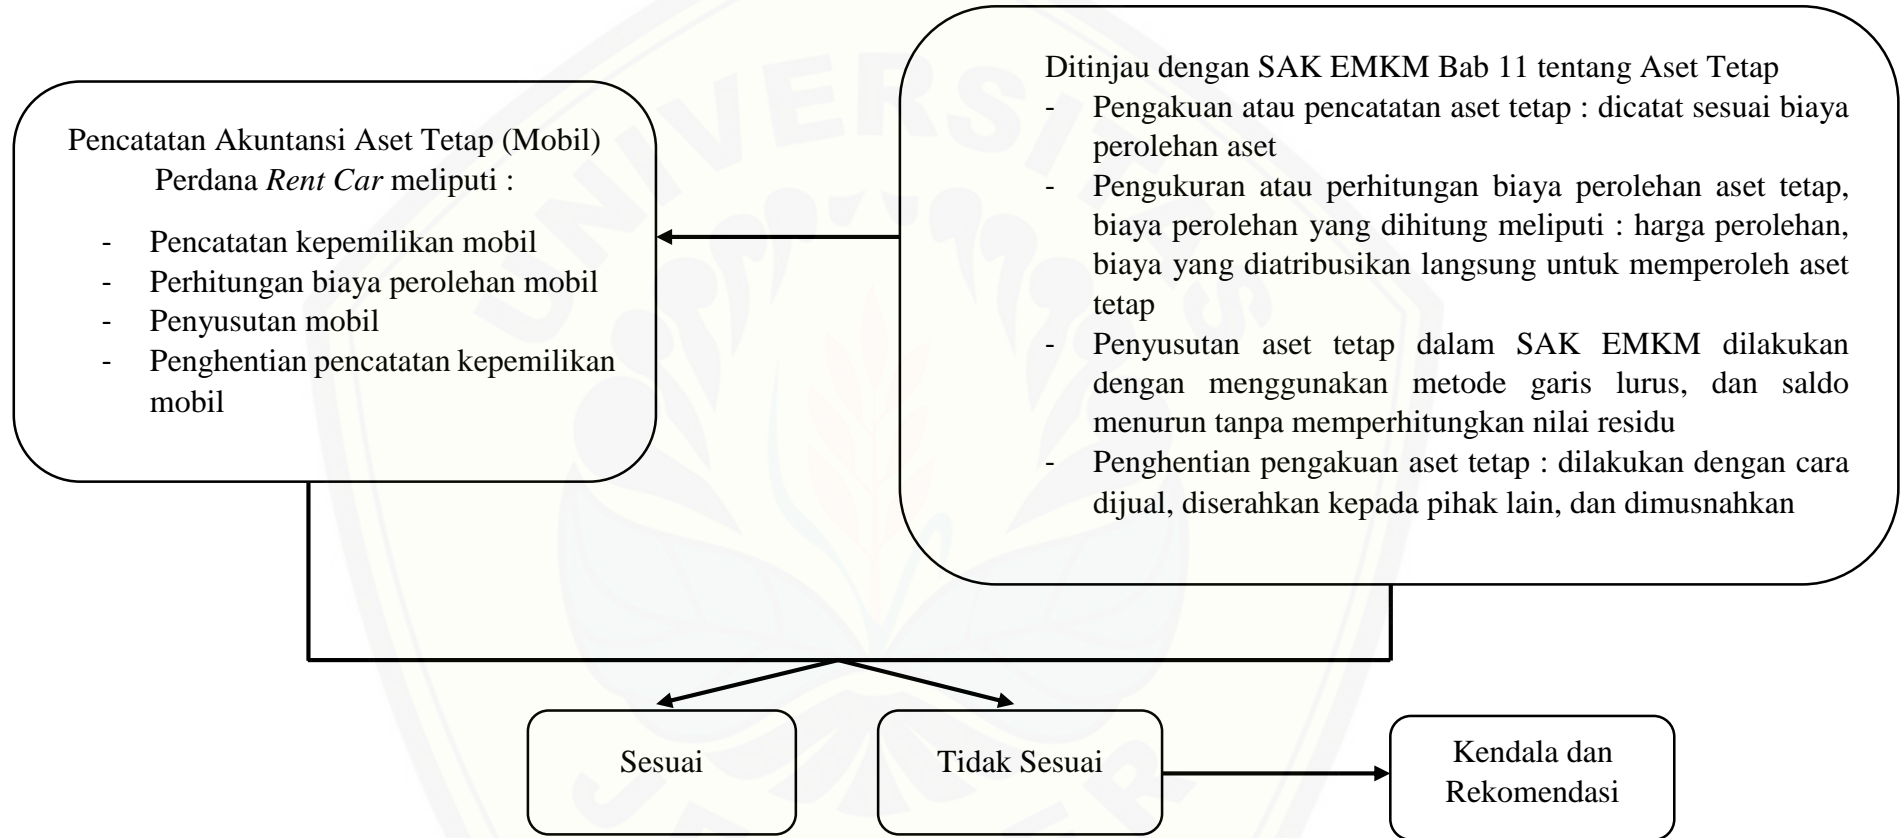 Pencatatan Akuntansi Aset Tetap (Mobil)
Perdana Rent Car meliputi :
- Pencatatan kepemilikan mobil
- Perhitungan biaya perolehan mobil
- Penyusutan mobil
- Penghentian pencatatan kepemilikan
mobil
Ditinjau dengan SAK EMKM Bab 11 tentang Aset Tetap
- Pengakuan atau pencatatan aset tetap : dicatat sesuai biaya
perolehan aset
- Pengukuran atau perhitungan biaya perolehan aset tetap,
biaya perolehan yang dihitung meliputi : harga perolehan,
biaya yang diatribusikan langsung untuk memperoleh aset
tetap
- Penyusutan aset tetap dalam SAK EMKM dilakukan
dengan menggunakan metode garis lurus, dan saldo
menurun tanpa memperhitungkan nilai residu
- Penghentian pengakuan aset tetap : dilakukan dengan cara
dijual, diserahkan kepada pihak lain, dan dimusnahkan
Sesuai
Tidak Sesuai
Kendala dan
Rekomendasi
UNIVERSITAS